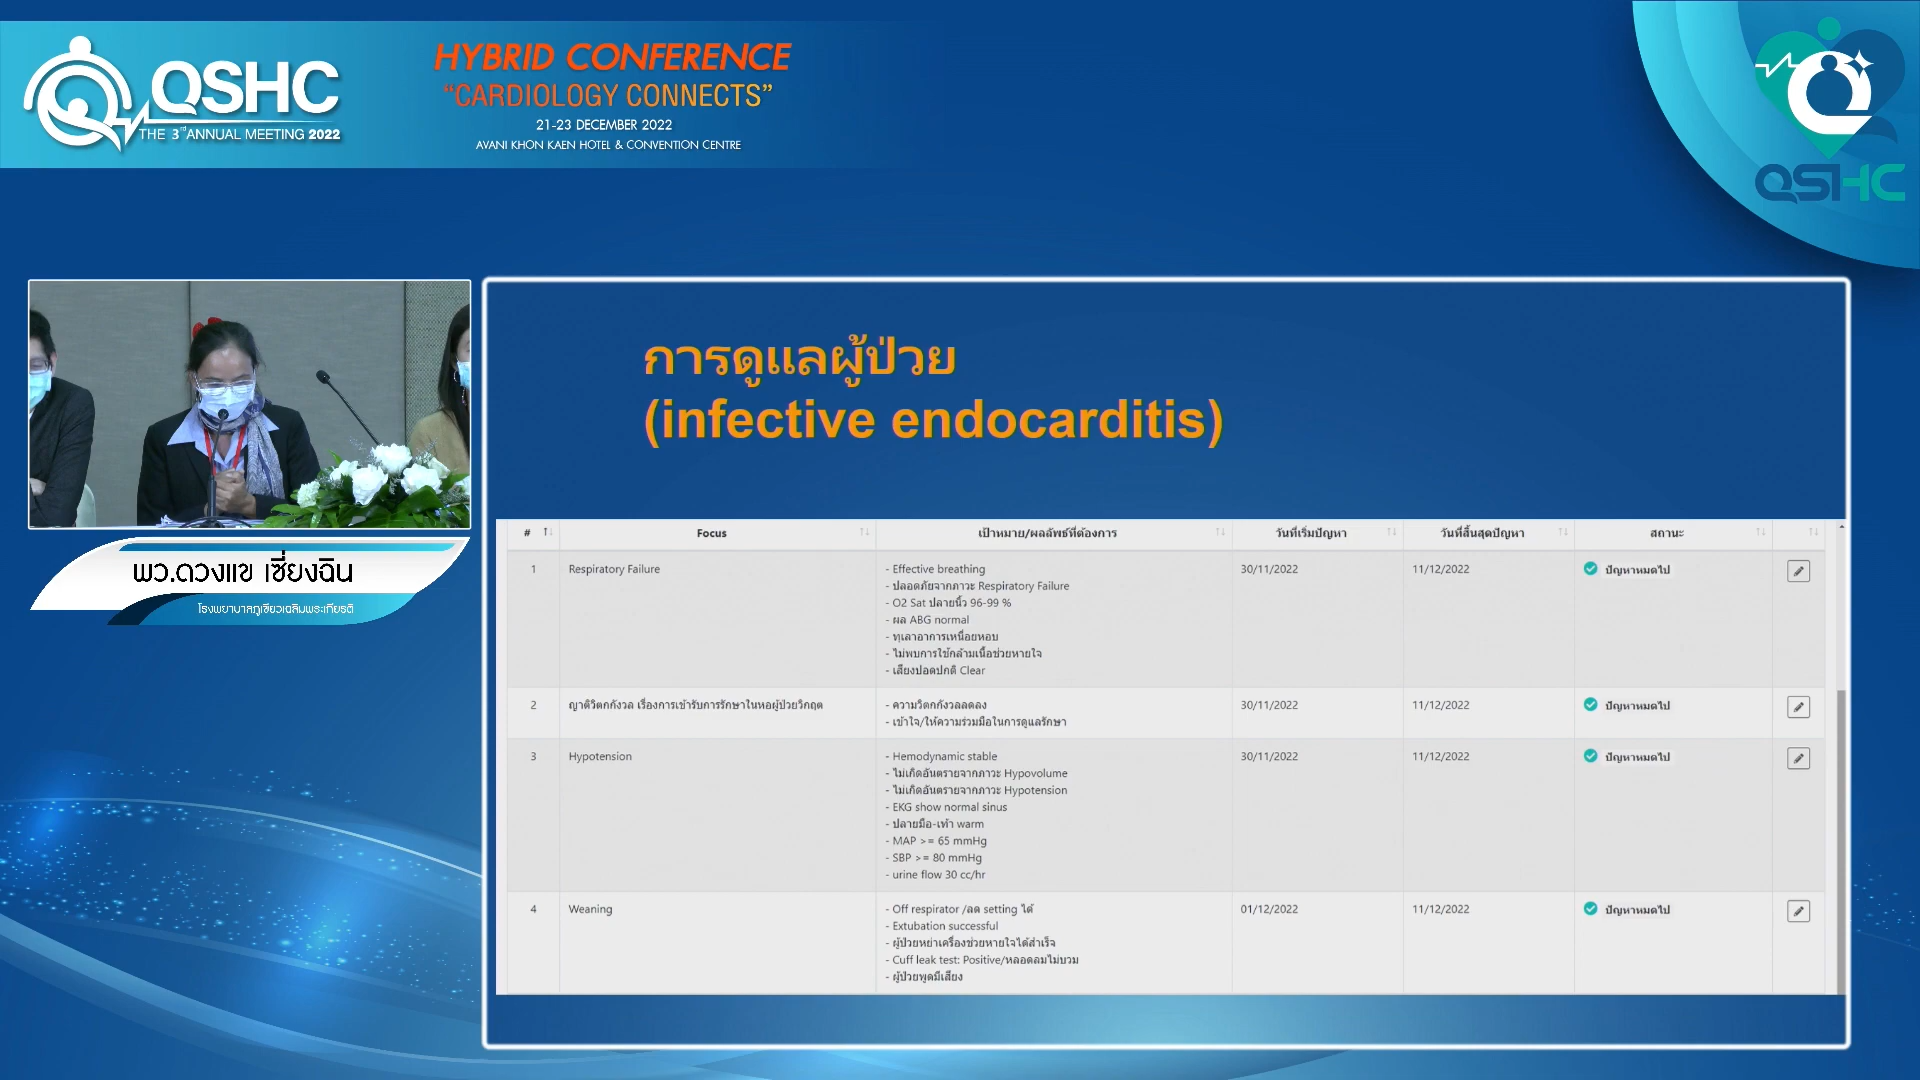 QSHC
THE 3rd ANNUAL MEETING 2022
HYBRID CONFERENCE
“CARDIOLOGY CONNECTS”
21-23 DECEMBER 2022
AVANI KHON KAEN HOTEL & CONVENTION CENTRE
QSHC
พว.ดวงแข เซี่ยงฉิน
โรงพยาบาลภูเขียวเฉลิมพระเกียรติ
การดูแลผู้ป่วย
(infective endocarditis)
# Focus เป้าหมาย/ผลลัพธ์ที่ต้องการ วันที่เริ่มปัญหา วันที่สิ้นสุดปัญหา สถานะ
1 Respiratory Failure - Effective breathing 30/11/2022 11/12/2022 ปัญหาหมดไป
- ปลอดภัยจากภาวะ Respiratory Failure
- O2 Sat ปลายนิ้ว 96-99 %
- ผล ABG normal
- ทุเลาอาการเหนื่อยหอบ
- ไม่พบการใช้กล้ามเนื้อช่วยหายใจ
- เสียงปอดปกติ Clear
2 ญาติวิตกกังวล เรื่องการเข้ารับการรักษาในหอผู้ป่วยวิกฤต - ความวิตกกังวลลดลง 30/11/2022 11/12/2022 ปัญหาหมดไป
- เข้าใจ/ให้ความร่วมมือในการดูแลรักษา
3 Hypotension - Hemodynamic stable 30/11/2022 11/12/2022 ปัญหาหมดไป
- ไม่เกิดอันตรายจากภาวะ Hypovolume
- ไม่เกิดอันตรายจากภาวะ Hypotension
- EKG show normal sinus
- ปลายมือ-เท้า warm
- MAP >= 65 mmHg
- SBP >= 80 mmHg
- urine flow 30 cc/hr
4 Weaning - Off respirator /ลด setting ได้ 01/12/2022 11/12/2022 ปัญหาหมดไป
- Extubation successful
- ผู้ป่วยหย่าเครื่องช่วยหายใจได้สำเร็จ
- Cuff leak test: Positive/หลอดลมไม่บวม
- ผู้ป่วยพูดมีเสียง